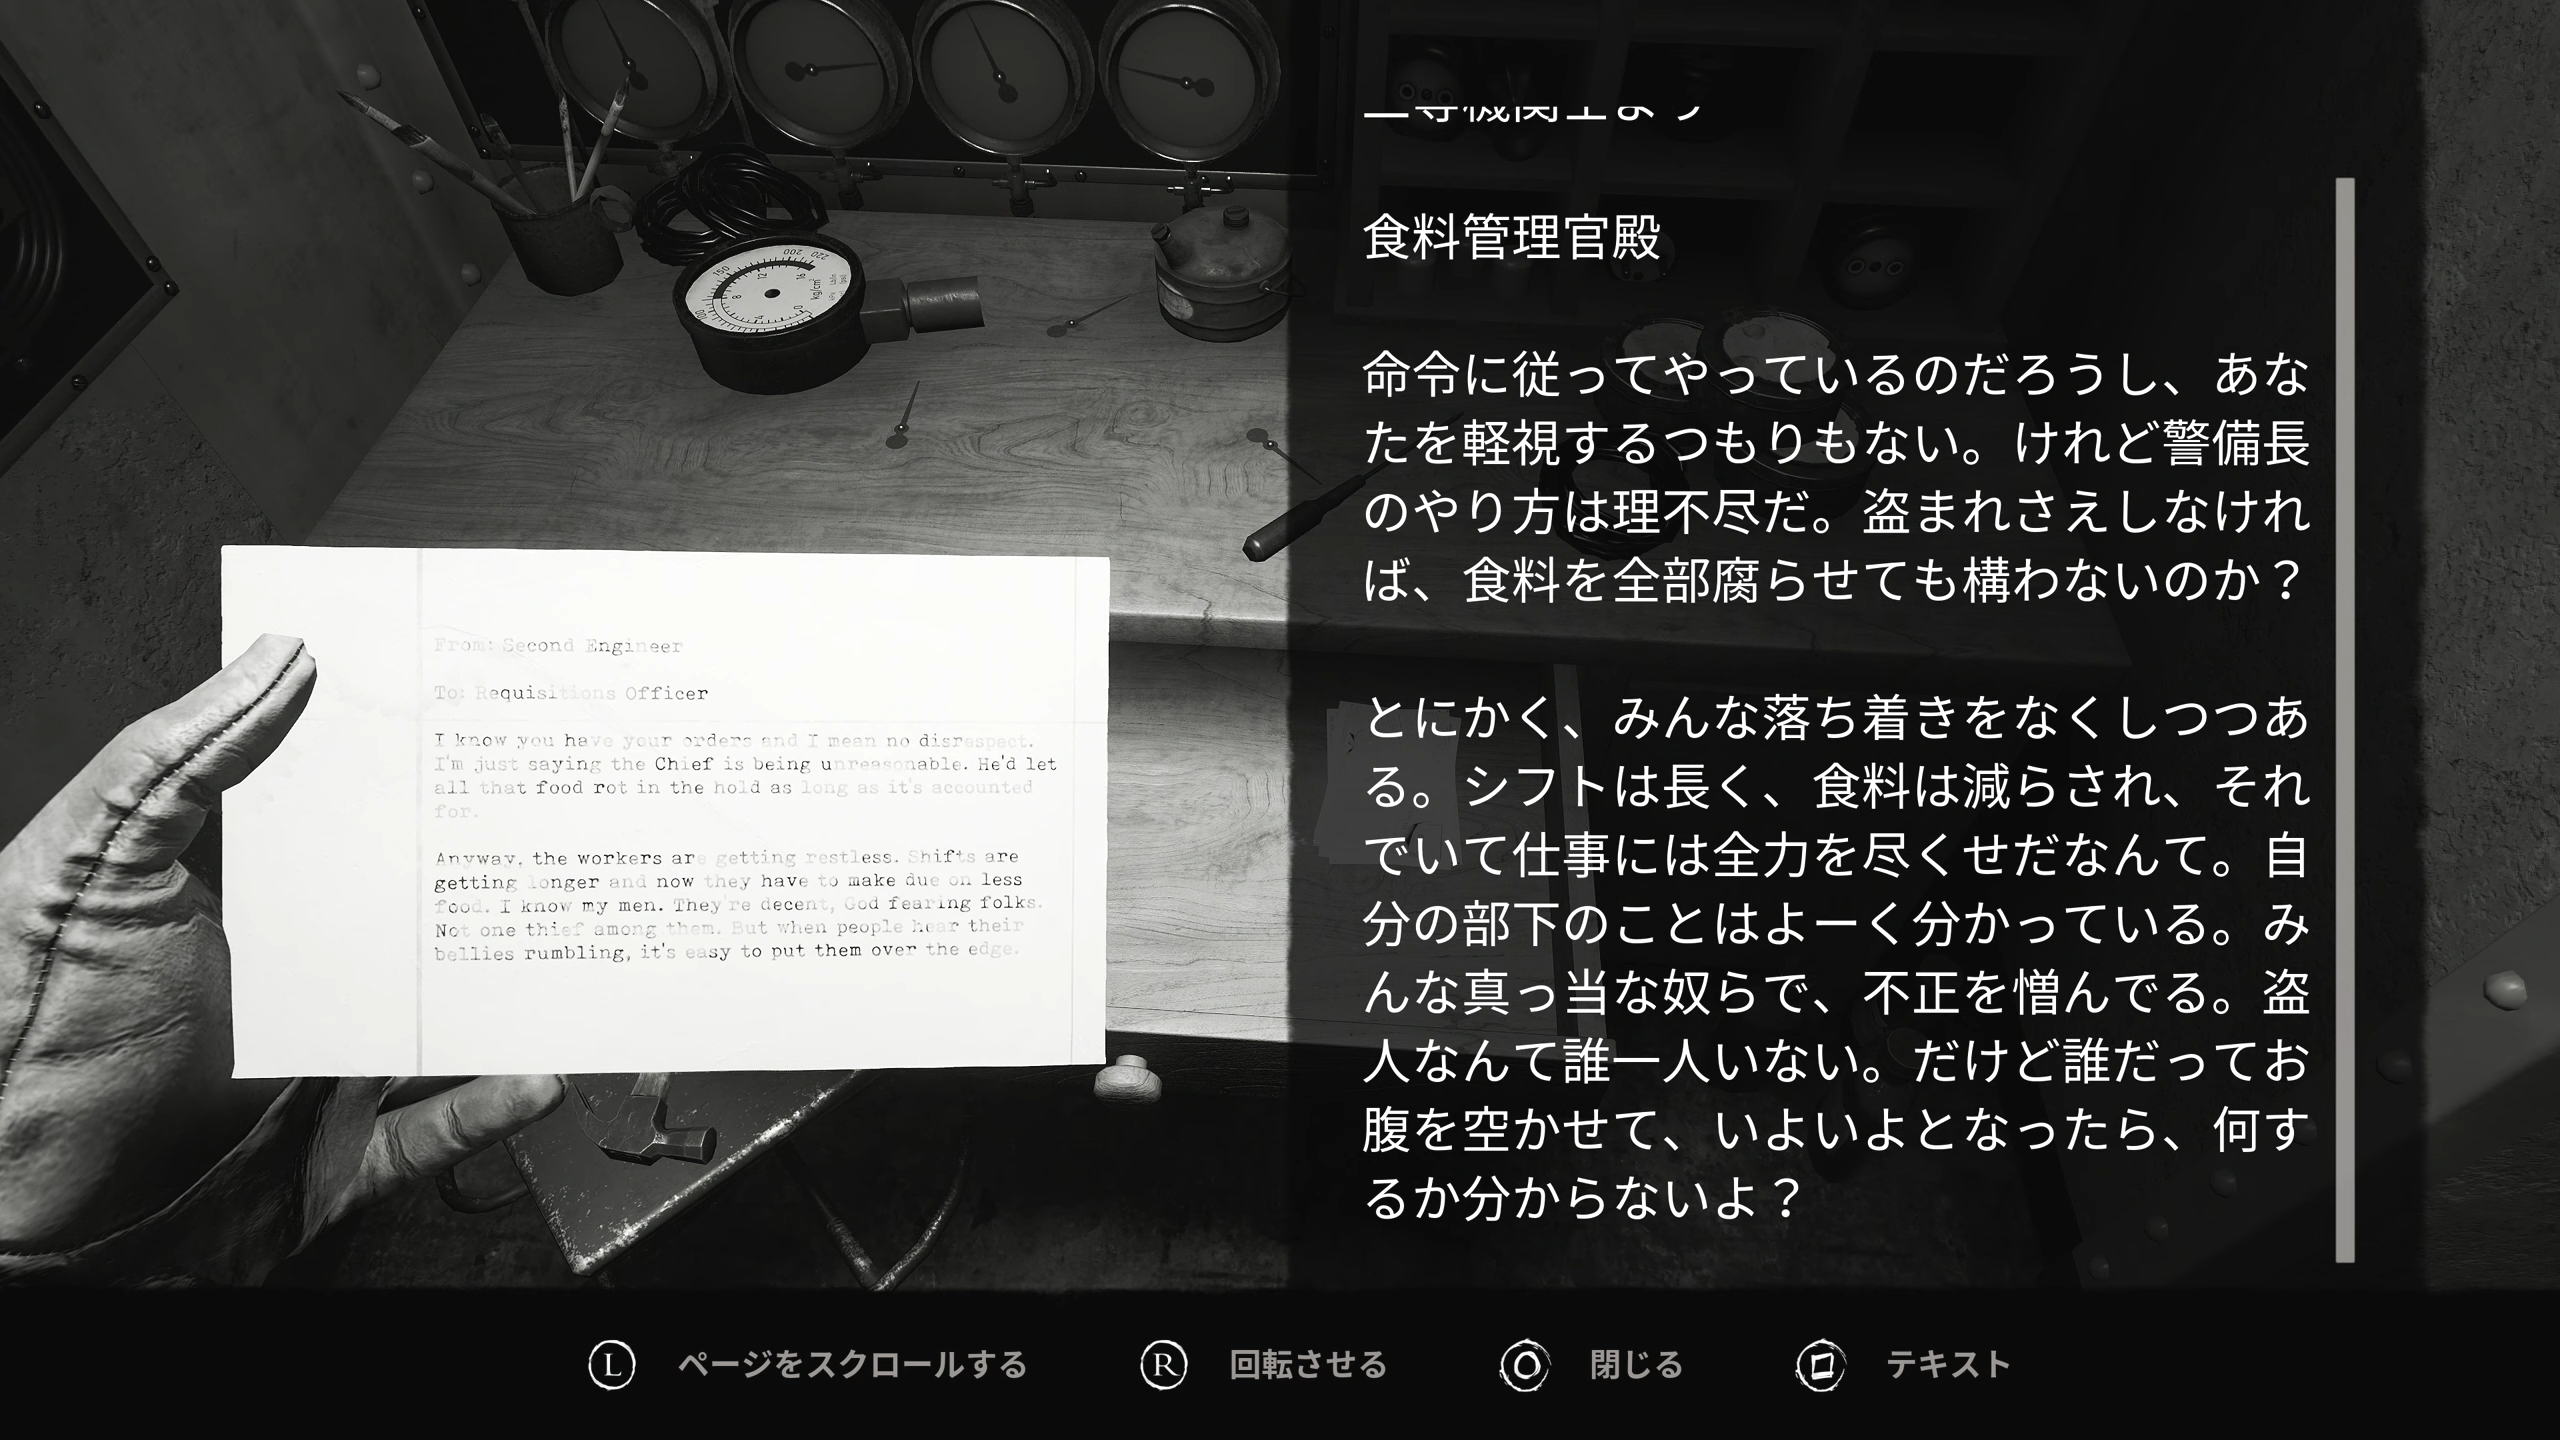 From: Second Engineer
To: Requisitions Officer
I know you have your orders and I mean no disrespect.
I'm just saying the Chief is being unreasonable. He'd let
all that food rot in the hold as long as it's accounted
for.
Anyway, the workers are getting restless. Shifts are
getting longer and now they have to make due on less
food. I know my men. They're decent, God fearing folks.
Not one thief among them. But when people hear their
bellies rumbling, it's easy to put them over the edge.
食料管理官殿
命令に従ってやっているのだろうし、あな
たを軽視するつもりもない。けれど警備長
のやり方は理不尽だ。盗まれさえしなけれ
ば、食料を全部腐らせても構わないのか？
とにかく、みんな落ち着きをなくしつつあ
る。シフトは長く、食料は減らされ、それ
でいて仕事には全力を尽くせだなんて。自
分の部下のことはよーく分かっている。み
んな真っ当な奴らで、不正を憎んでる。盗
人なんて誰一人いない。だけど誰だってお
腹を空かせて、いよいよとなったら、何す
るか分からないよ？
L ページをスクロールする R 回転させる 閉じる テキスト